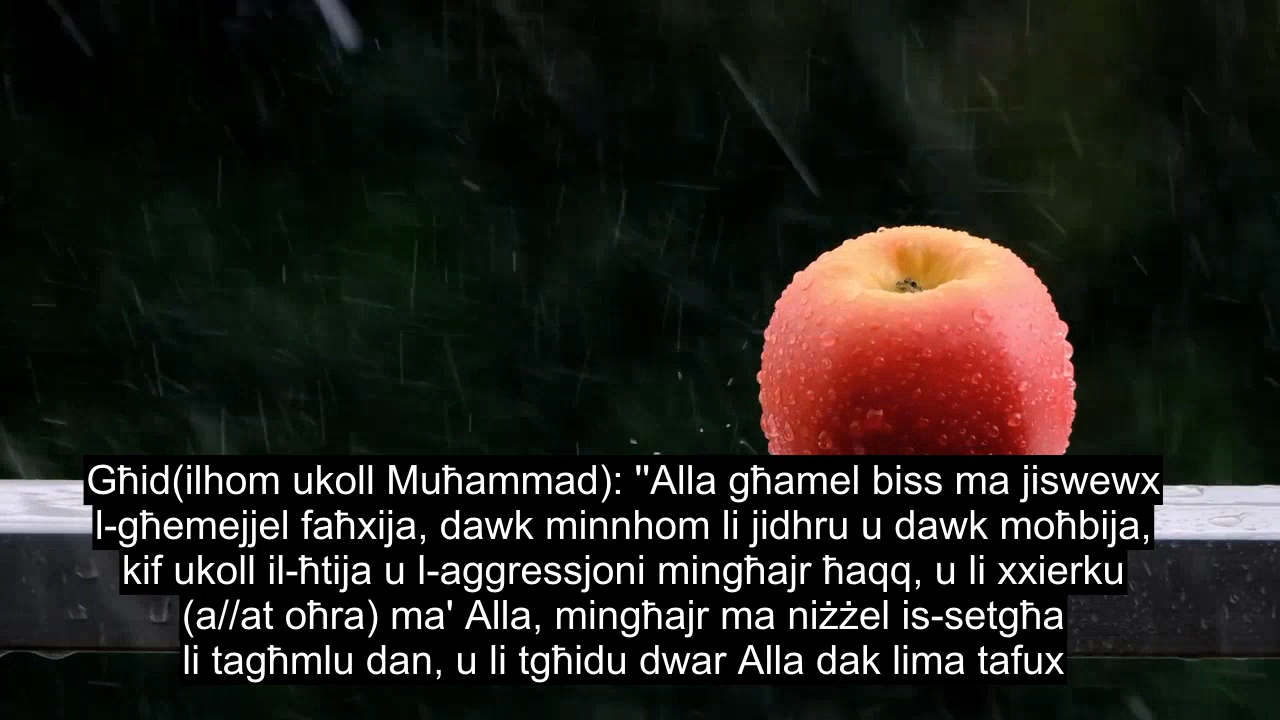 Għid(ilhom ukoll Muħammad): "Alla għamel biss ma jiswewx
l-għemejjel faħxija, dawk minnhom li jidhru u dawk moħbija,
kif ukoll il-ħtija u l-aggressjoni mingħajr ħaqq, u li xxierku
(a//at oħra) ma' Alla, mingħajr ma niżżel is-setgħa
li tagħmlu dan, u li tgħidu dwar Alla dak lima tafux